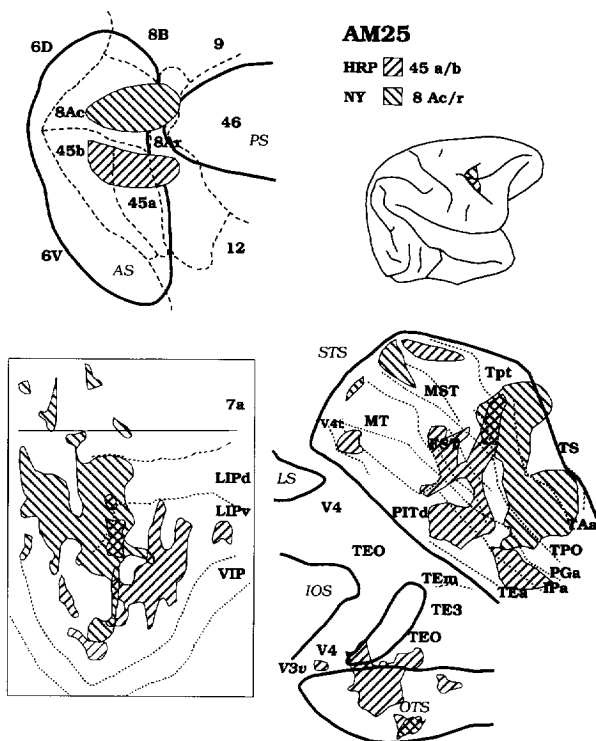 AM25
HRP 45 a/b
NY 8 Ac/r
6D
8B
9
8Ac
46
8Ar
PS
45b
45a
12
6V
AS
STS
Tpt
MST
7a
V4t
MT
FST
TS
LIPd
LS
LIPv
V4
PITd
TAa
TPO
VIP
TEO
PGa
TEm
TEa
IPa
IOS
TE3
TEO
V4
V3v
OTS